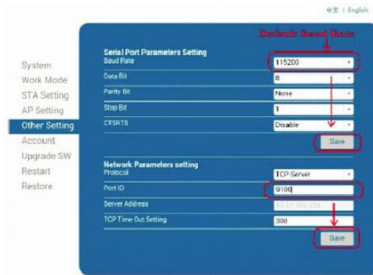 中文 | English
Default Baud Rate
Serial Port Parameters Setting
Baud Rate 115200
Data Bit 8
Parity Bit None
Stop Bit 1
CTSRTS Disable
Save
Network Parameters setting
Protocol TCP-Server
Port ID 9100
Server Address
TCP Time Out Setting 300
Save
System
Work Mode
STA Setting
AP Setting
Other Setting
Account
Upgrade SW
Restart
Restore